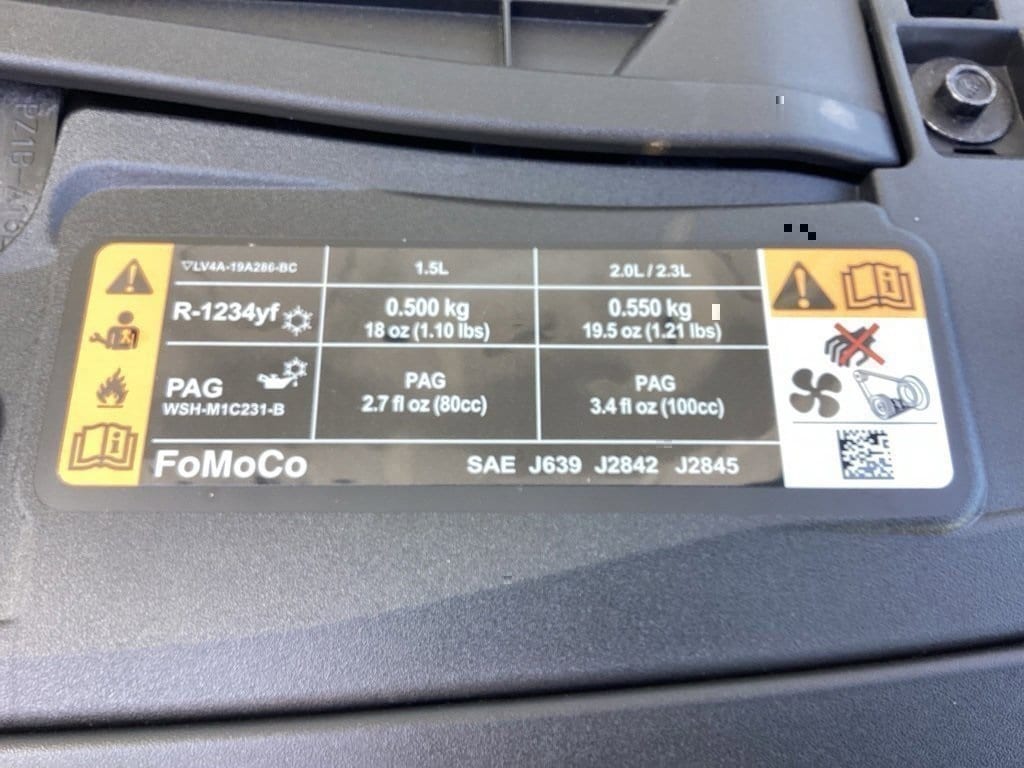 ▽LV4A-19A286-BC 1.5L 2.0L / 2.3L
R-1234yf 0.500 kg 0.550 kg
18 oz (1.10 lbs) 19.5 oz (1.21 lbs)
PAG PAG PAG
WSH-M1C231-B 2.7 fl oz (80cc) 3.4 fl oz (100cc)
FoMoCo SAE J639 J2842 J2845